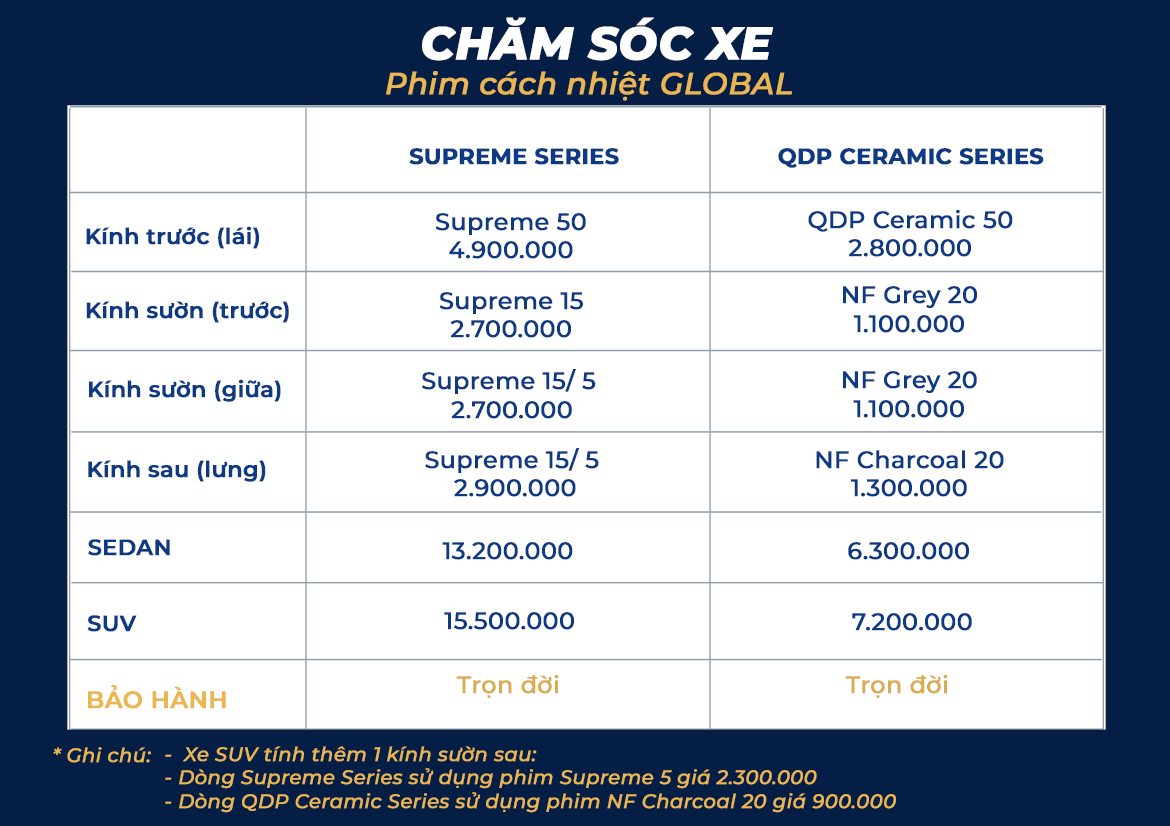 CHĂM SÓC XE
Phim cách nhiệt GLOBAL
SUPREME SERIES
QDP CERAMIC SERIES
Kính trước (lái)
Supreme 50
4.900.000
QDP Ceramic 50
2.800.000
Kính sườn (trước)
Supreme 15
2.700.000
NF Grey 20
1.100.000
Kính sườn (giữa)
Supreme 15/ 5
2.700.000
NF Grey 20
1.100.000
Kính sau (lưng)
Supreme 15/ 5
2.900.000
NF Charcoal 20
1.300.000
SEDAN
13.200.000
6.300.000
SUV
15.500.000
7.200.000
BẢO HÀNH
Trọn đời
Trọn đời
* Ghi chú: - Xe SUV tính thêm 1 kính sườn sau:
- Dòng Supreme Series sử dụng phim Supreme 5 giá 2.300.000
- Dòng QDP Ceramic Series sử dụng phim NF Charcoal 20 giá 900.000